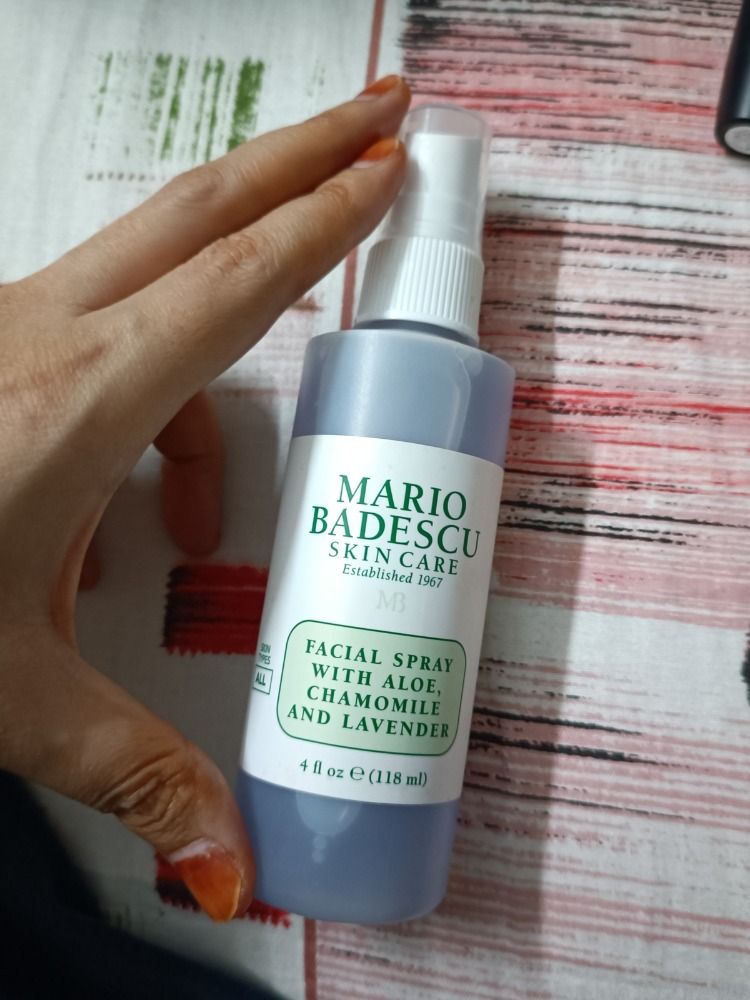 MARIO
BADESCU
SKIN CARE
Established 1967
MB
SKIN
TYPES
ALL
FACIAL SPRAY
WITH ALOE,
CHAMOMILE
AND LAVENDER
4 fl oz ℮ (118 ml)